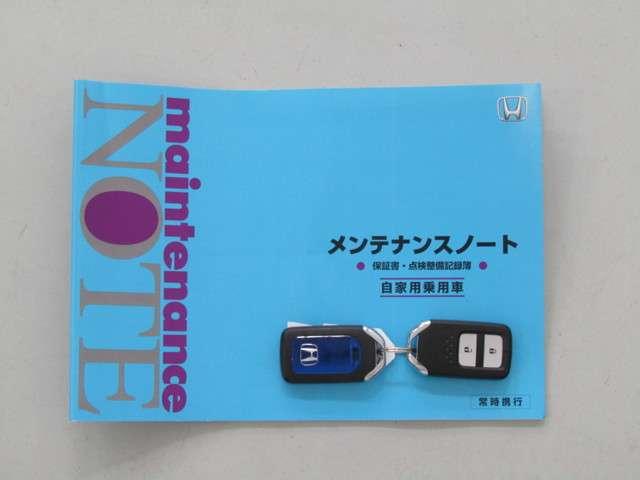 maintenance
NOTE
メンテナンスノート
保証書・点検整備記録簿
自家用乗用車
常時携行